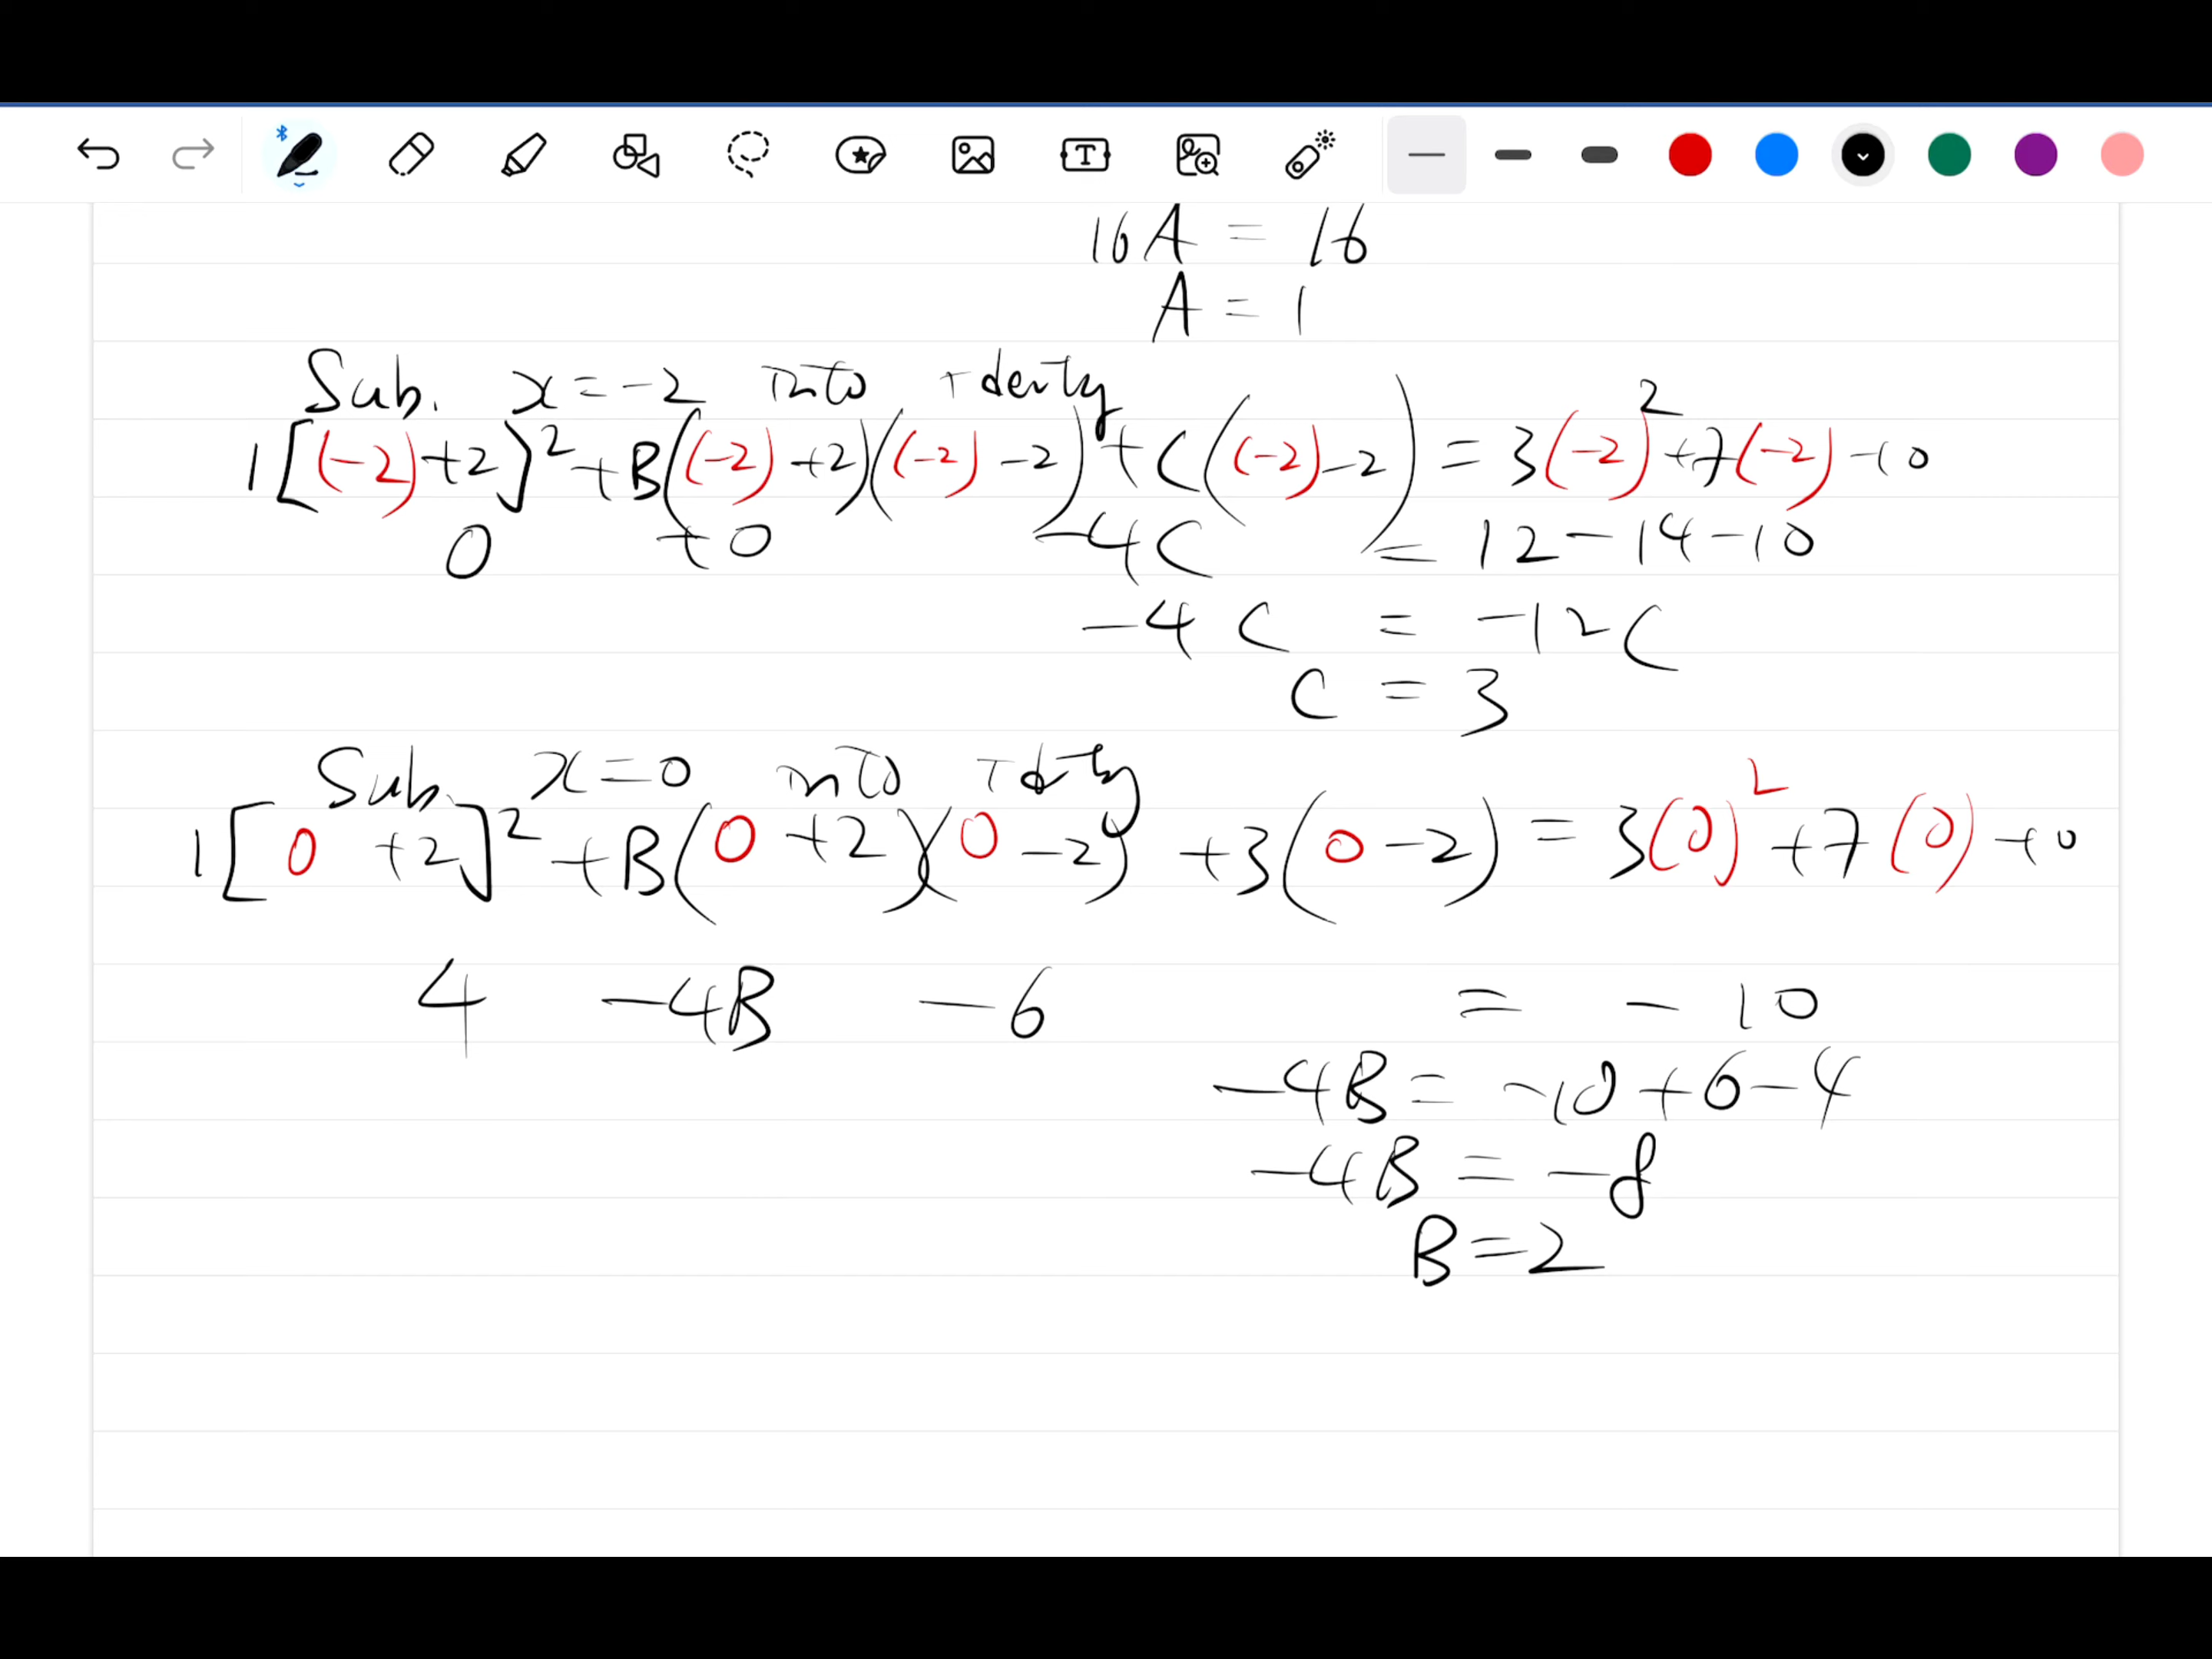 16A = 16
A = 1
Sub. x = -2 into identity
1[(-2)+2]²+B((-2)+2)((-2)-2)+C((-2)-2) = 3(-2)²+7(-2)-10
0 +0 -4C = 12-14-10
-4C = -12C
C = 3
Sub. x=0 into
1[0+2]²+B(0+2)(0-2)+3(0-2) = 3(0)²+7(0)-10
4 -4B -6 = -10
-4B = -10+6-4
-4B = -8
B=2